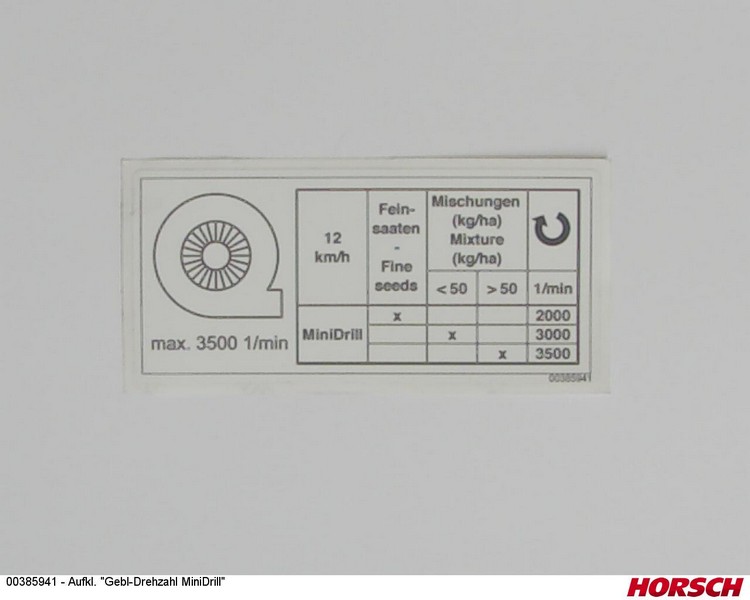 max. 3500 1/min
12
km/h
Fein-
saaten
-
Fine
seeds
Mischungen
(kg/ha)
Mixture
(kg/ha)
< 50
> 50
1/min
MiniDrill
x
2000
x
3000
x
3500
00385941
00385941 - Aufkl. "Gebl-Drehzahl MiniDrill"
HORSCH